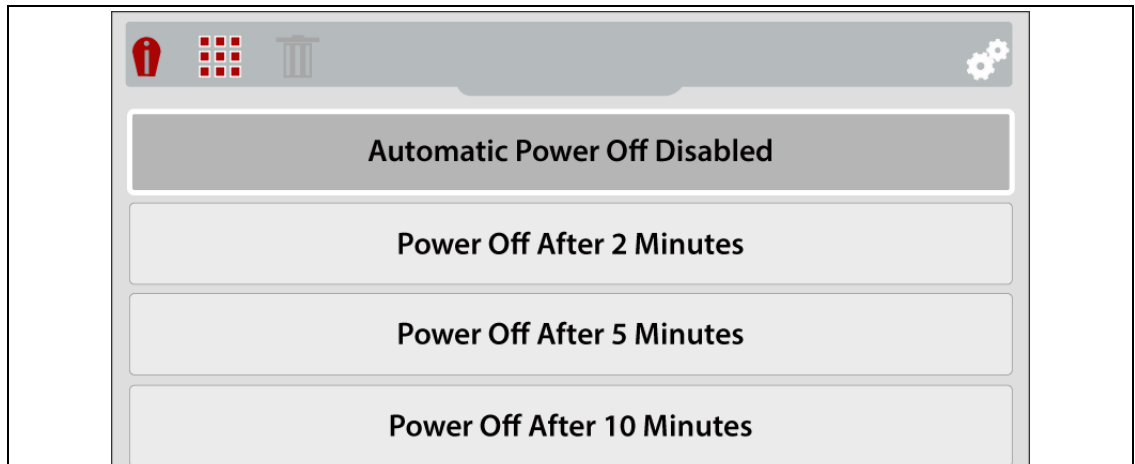 Automatic Power Off Disabled
Power Off After 2 Minutes
Power Off After 5 Minutes
Power Off After 10 Minutes